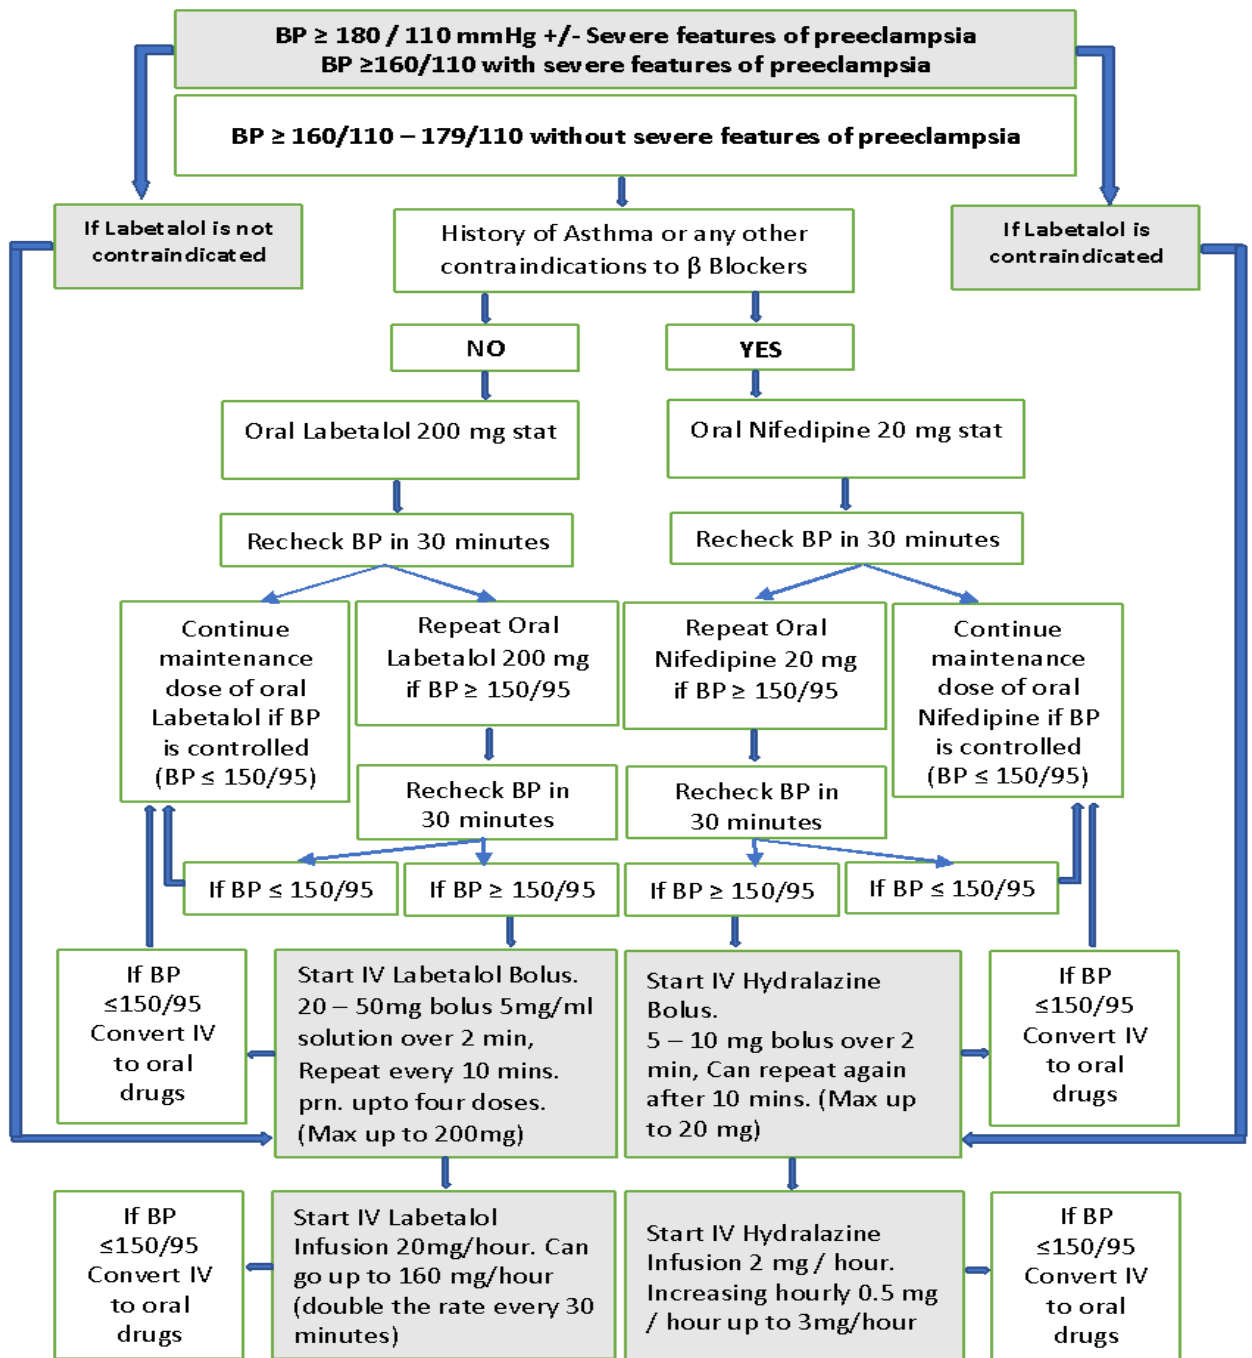 BP ≥ 180 / 110 mmHg +/- Severe features of preeclampsia
BP ≥160/110 with severe features of preeclampsia
BP ≥ 160/110 – 179/110 without severe features of preeclampsia
If Labetalol is not
contraindicated
History of Asthma or any other
contraindications to β Blockers
If Labetalol is
contraindicated
NO
YES
Oral Labetalol 200 mg stat
Oral Nifedipine 20 mg stat
Recheck BP in 30 minutes
Recheck BP in 30 minutes
Continue
maintenance
dose of oral
Labetalol if BP
is controlled
(BP ≤ 150/95)
Repeat Oral
Labetalol 200 mg
if BP ≥ 150/95
Repeat Oral
Nifedipine 20 mg
if BP ≥ 150/95
Continue
maintenance
dose of oral
Nifedipine if BP
is controlled
(BP ≤ 150/95)
Recheck BP in
30 minutes
Recheck BP in
30 minutes
If BP ≤ 150/95
If BP ≥ 150/95
If BP ≥ 150/95
If BP ≤ 150/95
If BP
≤150/95
Convert IV
to oral
drugs
Start IV Labetalol Bolus.
20 – 50mg bolus 5mg/ml
solution over 2 min,
Repeat every 10 mins.
prn. upto four doses.
(Max up to 200mg)
Start IV Hydralazine
Bolus.
5 – 10 mg bolus over 2
min, Can repeat again
after 10 mins. (Max up
to 20 mg)
If BP
≤150/95
Convert IV
to oral
drugs
If BP
≤150/95
Convert IV
to oral
drugs
Start IV Labetalol
Infusion 20mg/hour. Can
go up to 160 mg/hour
(double the rate every 30
minutes)
Start IV Hydralazine
Infusion 2 mg / hour.
Increasing hourly 0.5 mg
/ hour up to 3mg/hour
If BP
≤150/95
Convert IV
to oral
drugs